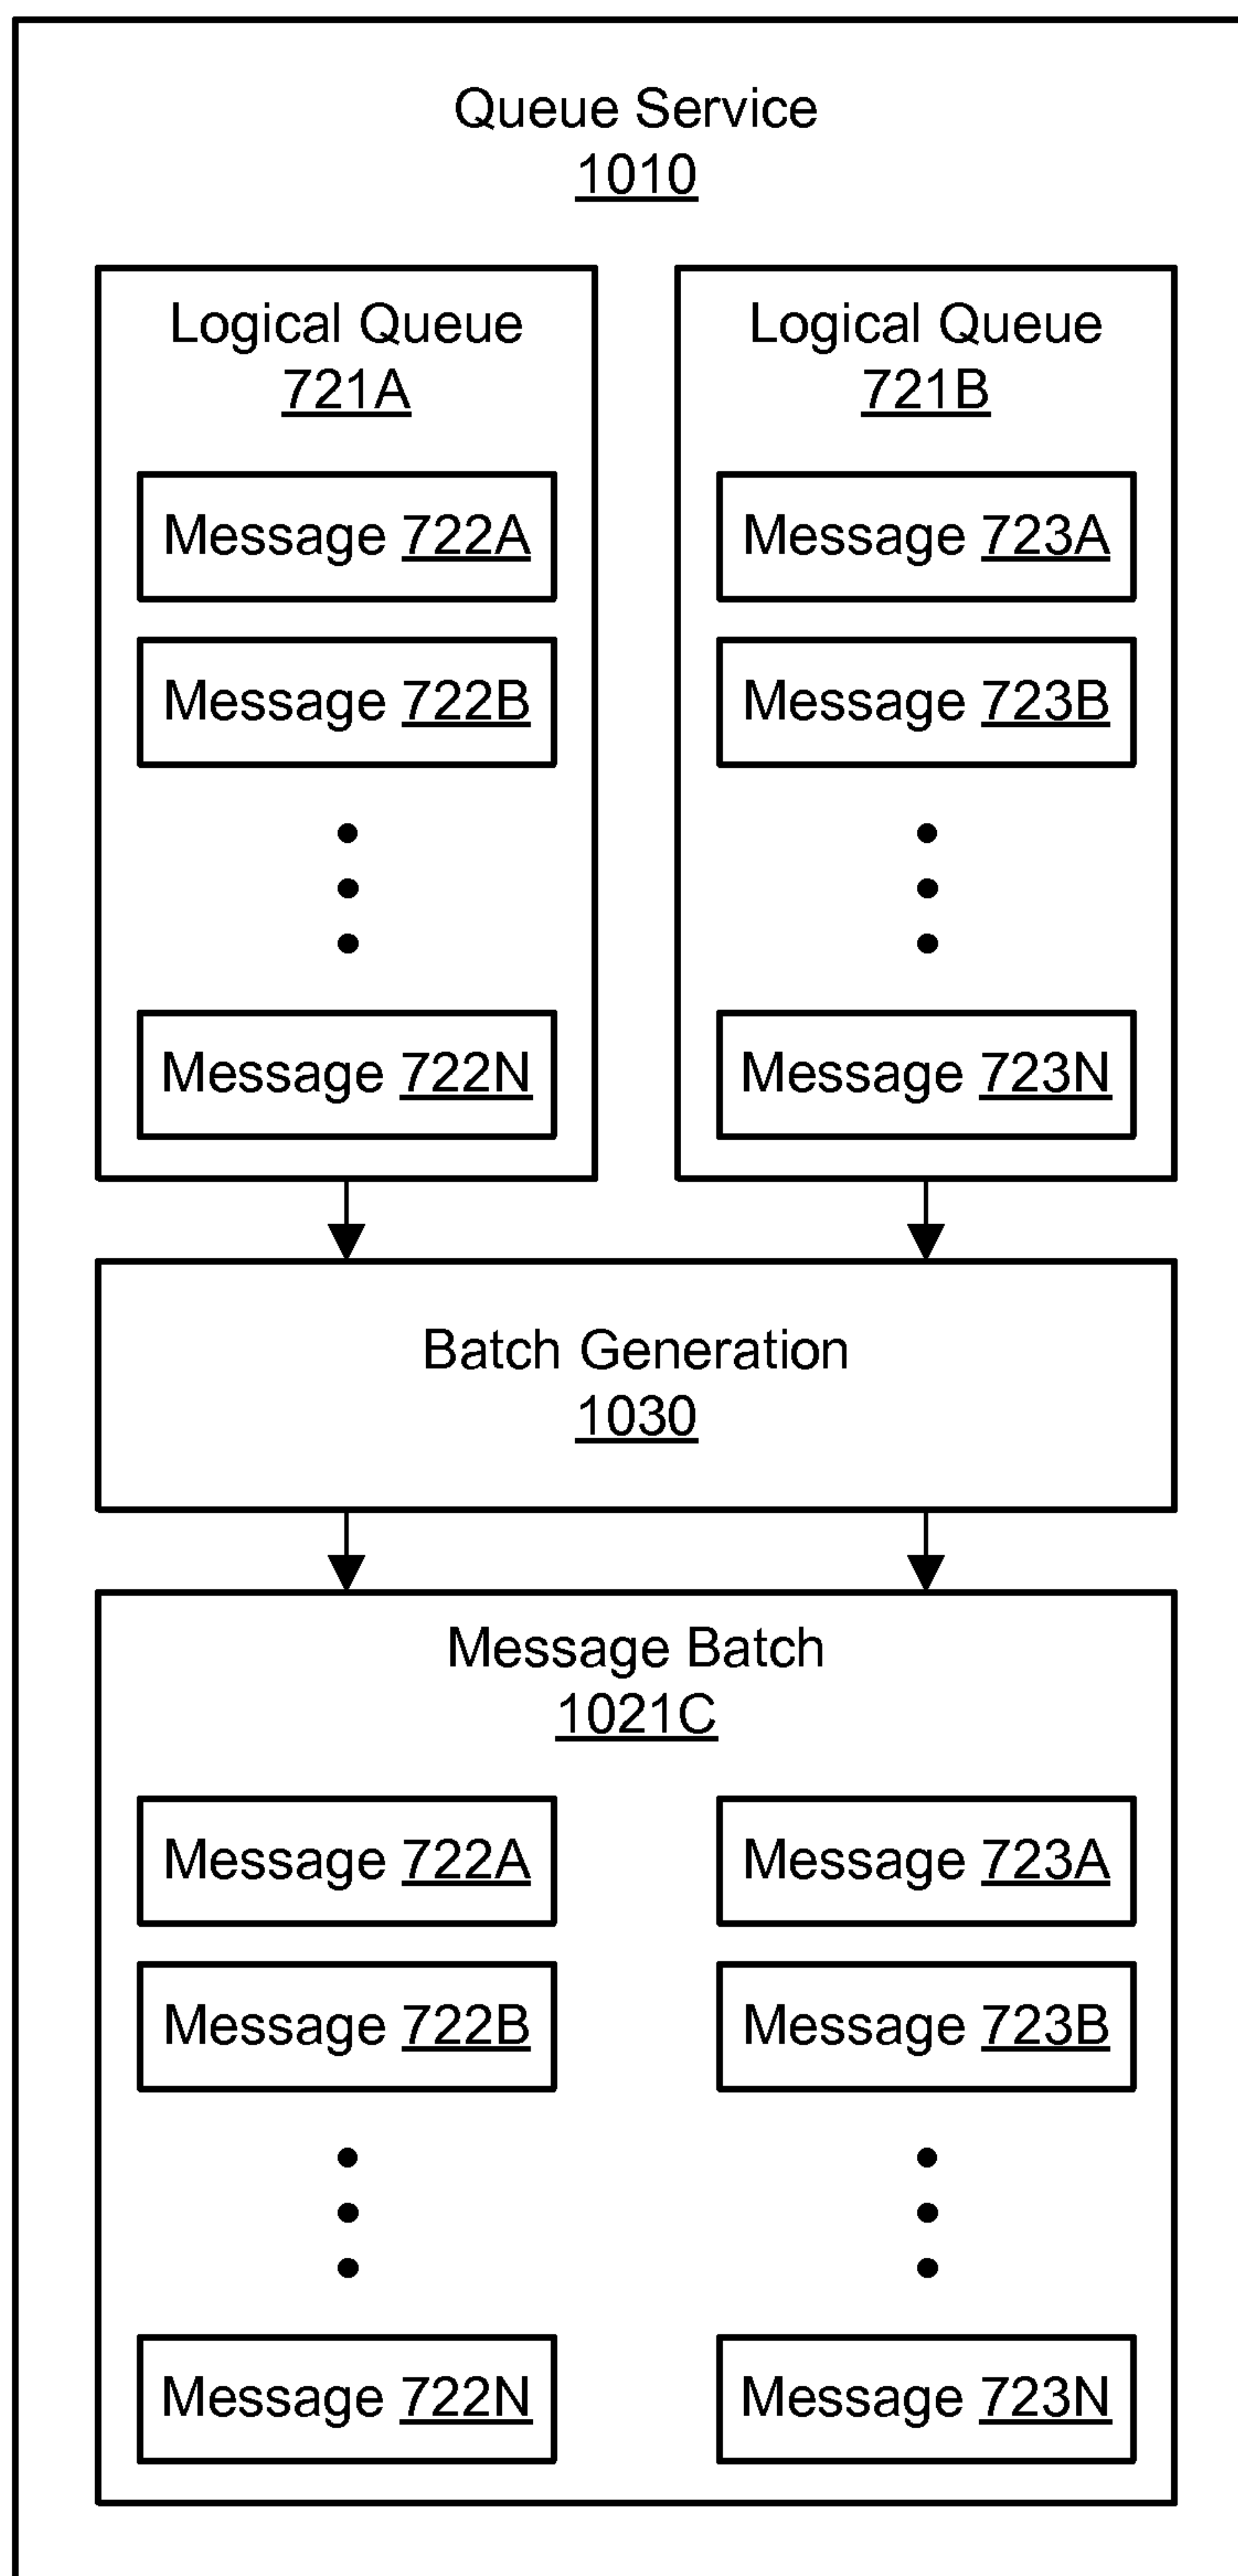 Queue Service
1010
Logical Queue
721A
Message 722A
Message 722B
Message 722N
Logical Queue
721B
Message 723A
Message 723B
Message 723N
Batch Generation
1030
Message Batch
1021C
Message 722A
Message 722B
Message 722N
Message 723A
Message 723B
Message 723N